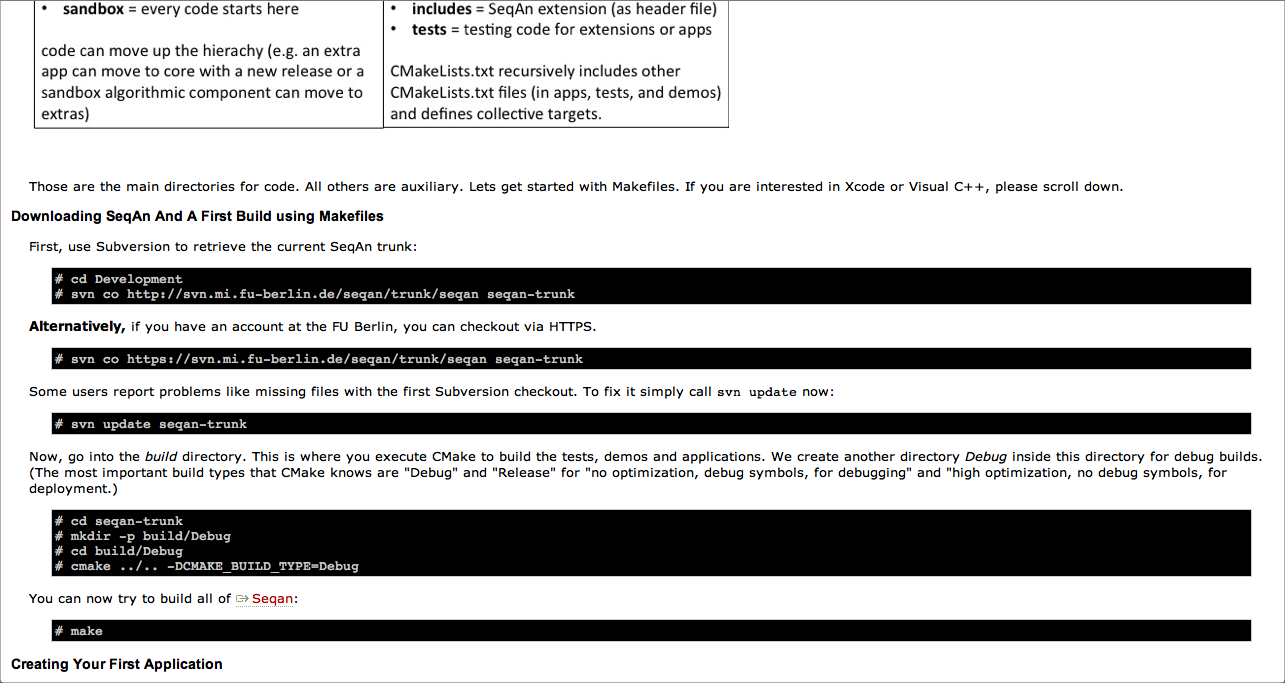 • sandbox = every code starts here
code can move up the hierachy (e.g. an extra
app can move to core with a new release or a
sandbox algorithmic component can move to
extras)
• includes = SeqAn extension (as header file)
• tests = testing code for extensions or apps
CMakeLists.txt recursively includes other
CMakeLists.txt files (in apps, tests, and demos)
and defines collective targets.
Those are the main directories for code. All others are auxiliary. Lets get started with Makefiles. If you are interested in Xcode or Visual C++, please scroll down.
Downloading SeqAn And A First Build using Makefiles
First, use Subversion to retrieve the current SeqAn trunk:
# cd Development
# svn co http://svn.mi.fu-berlin.de/seqan/trunk/seqan seqan-trunk
Alternatively, if you have an account at the FU Berlin, you can checkout via HTTPS.
# svn co https://svn.mi.fu-berlin.de/seqan/trunk/seqan seqan-trunk
Some users report problems like missing files with the first Subversion checkout. To fix it simply call svn update now:
# svn update seqan-trunk
Now, go into the build directory. This is where you execute CMake to build the tests, demos and applications. We create another directory Debug inside this directory for debug builds.
(The most important build types that CMake knows are "Debug" and "Release" for "no optimization, debug symbols, for debugging" and "high optimization, no debug symbols, for
deployment.)
# cd seqan-trunk
# mkdir -p build/Debug
# cd build/Debug
# cmake ../.. -DCMAKE_BUILD_TYPE=Debug
You can now try to build all of Seqan:
# make
Creating Your First Application